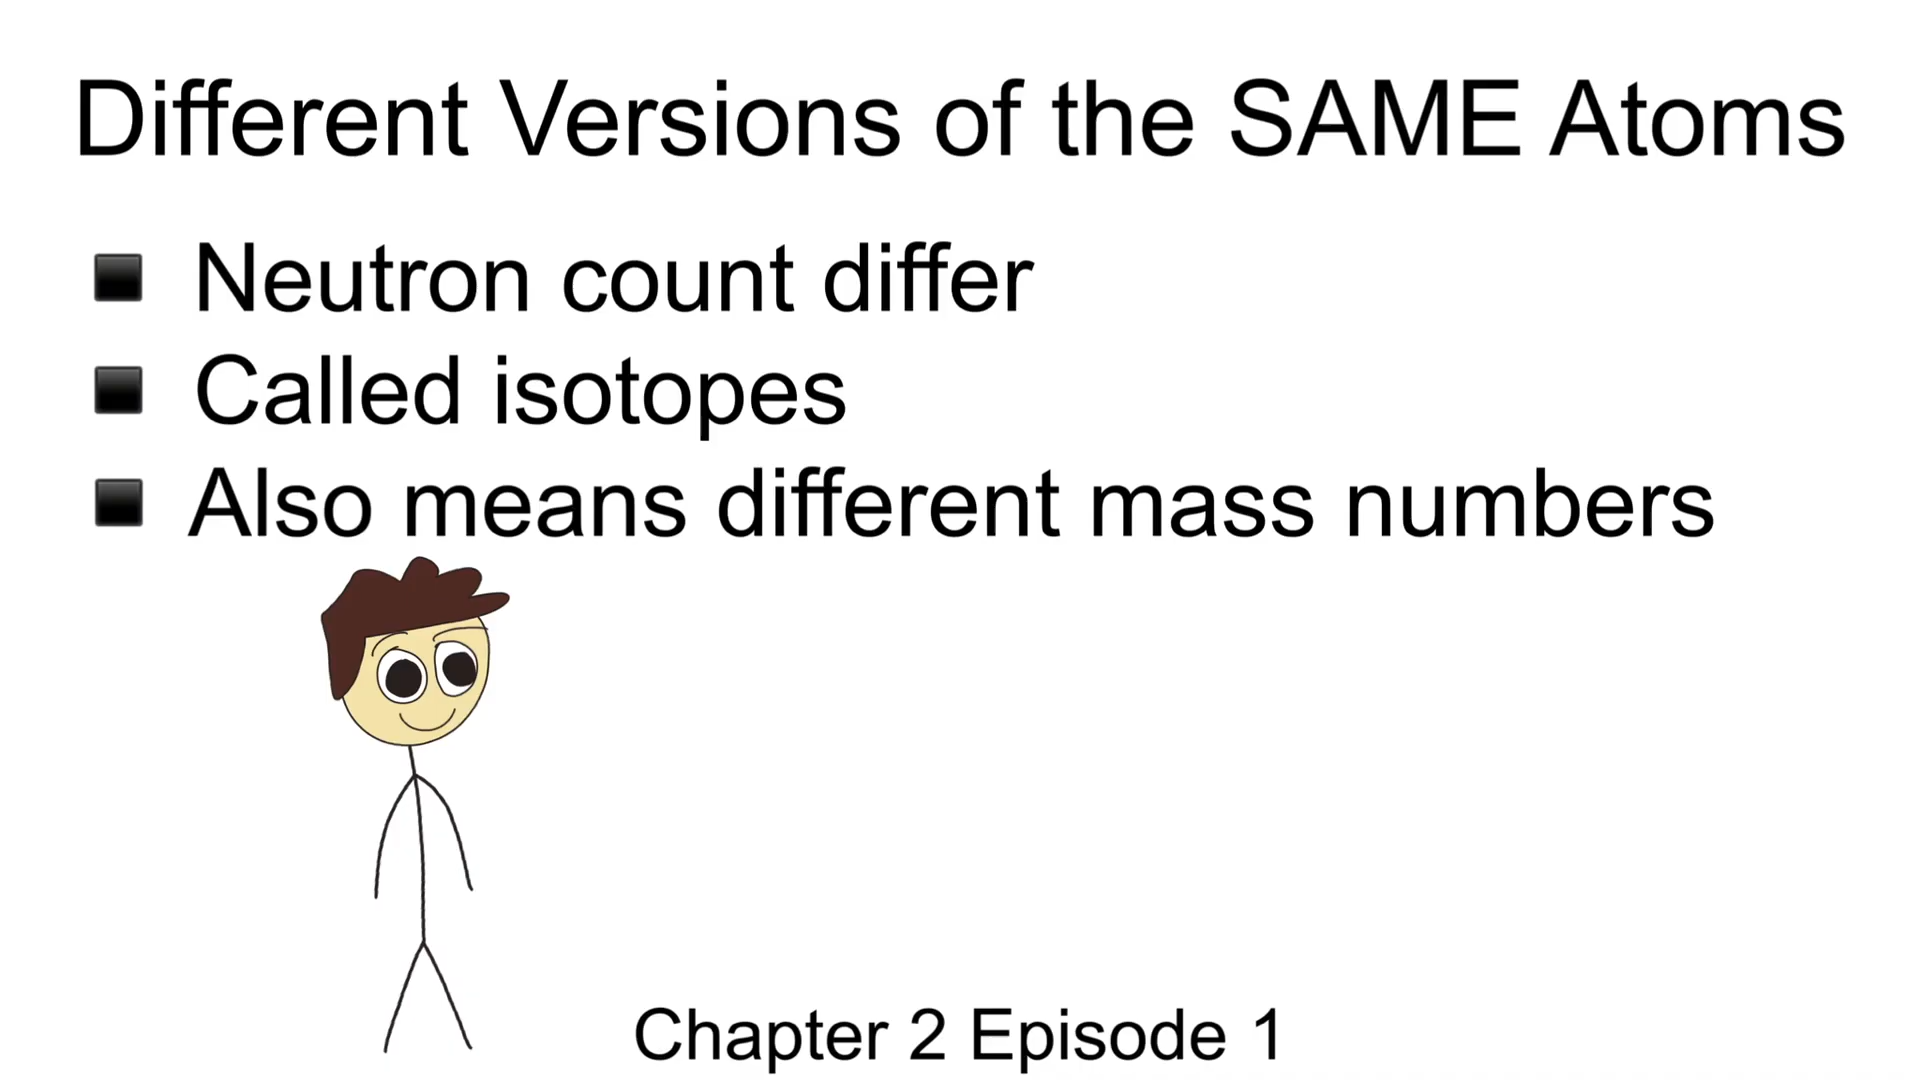 Different Versions of the SAME Atoms
▪ Neutron count differ
▪ Called isotopes
▪ Also means different mass numbers
Chapter 2 Episode 1